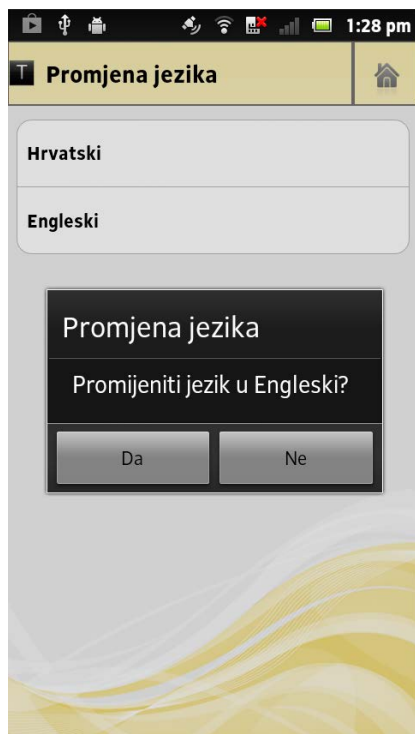 1:28 pm
T Promjena jezika
Hrvatski
Engleski
Promjena jezika
Promijeniti jezik u Engleski?
Da Ne